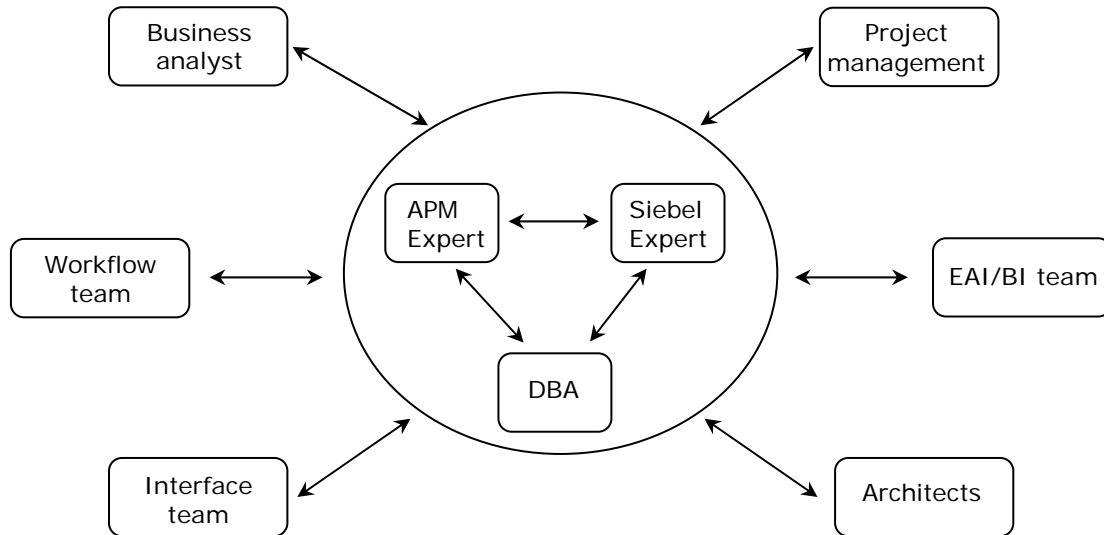 Business
analyst
Project
management
APM
Expert
Siebel
Expert
Workflow
team
EAI/BI team
DBA
Interface
team
Architects